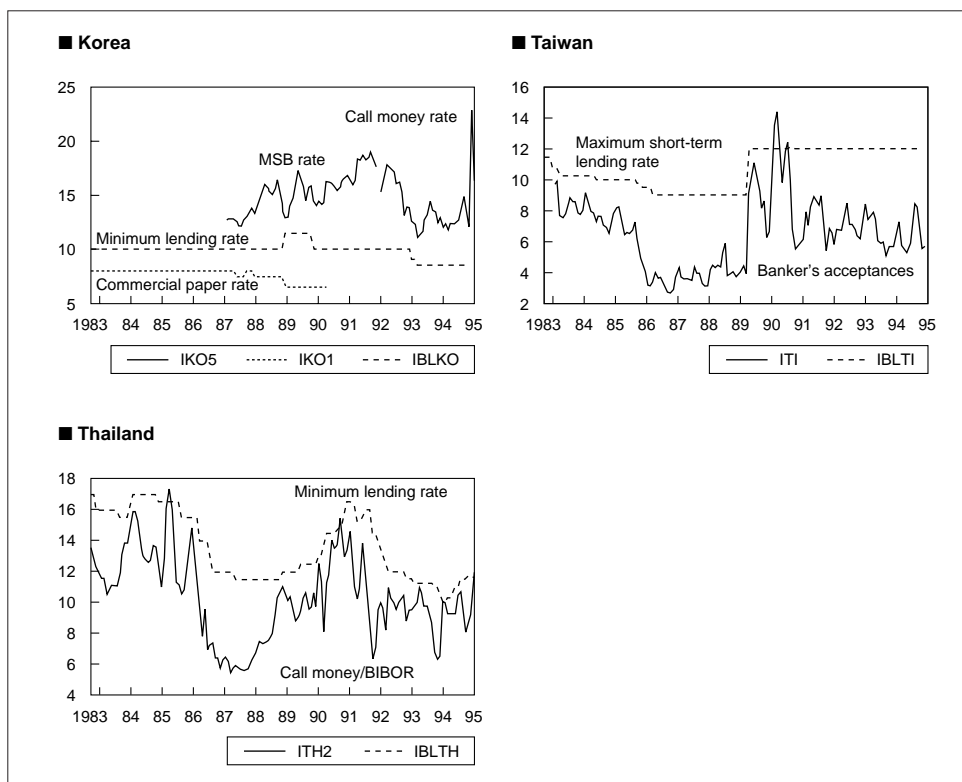 ■ Korea
25
20
15
10
5
Call money rate
MSB rate
Minimum lending rate
Commercial paper rate
1983 84 85 86 87 88 89 90 91 92 93 94 95
IKO5 IKO1 IBLKO
■ Taiwan
16
14
12
10
8
6
4
2
Maximum short-term
lending rate
Banker's acceptances
1983 84 85 86 87 88 89 90 91 92 93 94 95
ITI IBLTI
■ Thailand
18
16
14
12
10
8
6
4
Minimum lending rate
Call money/BIBOR
1983 84 85 86 87 88 89 90 91 92 93 94 95
ITH2 IBLTH